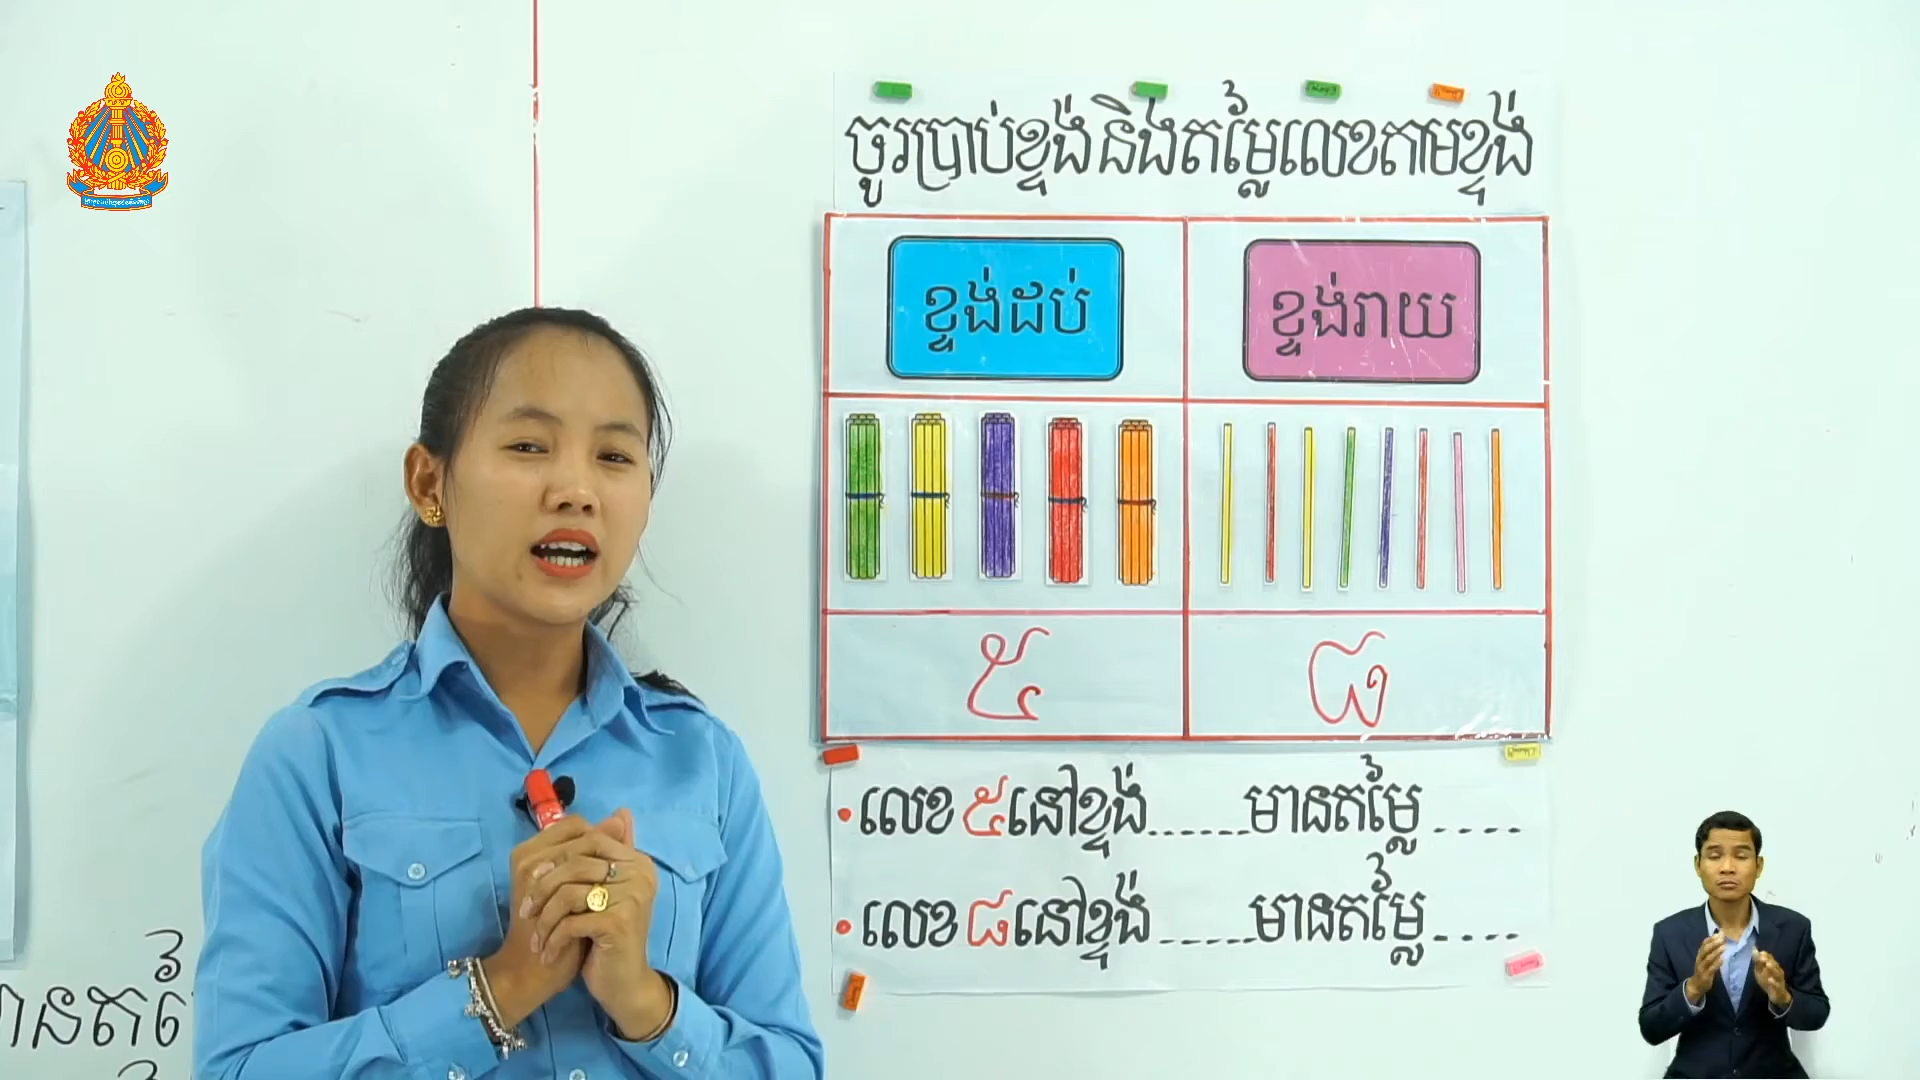 ចូរប្រាប់ខ្ទង់និងតម្លៃលេខតាមខ្ទង់
ខ្ទង់ដប់ ខ្ទង់រាយ
៥ ៨
• លេខ ៥ នៅខ្ទង់......មានតម្លៃ....
• លេខ ៨ នៅខ្ទង់......មានតម្លៃ....